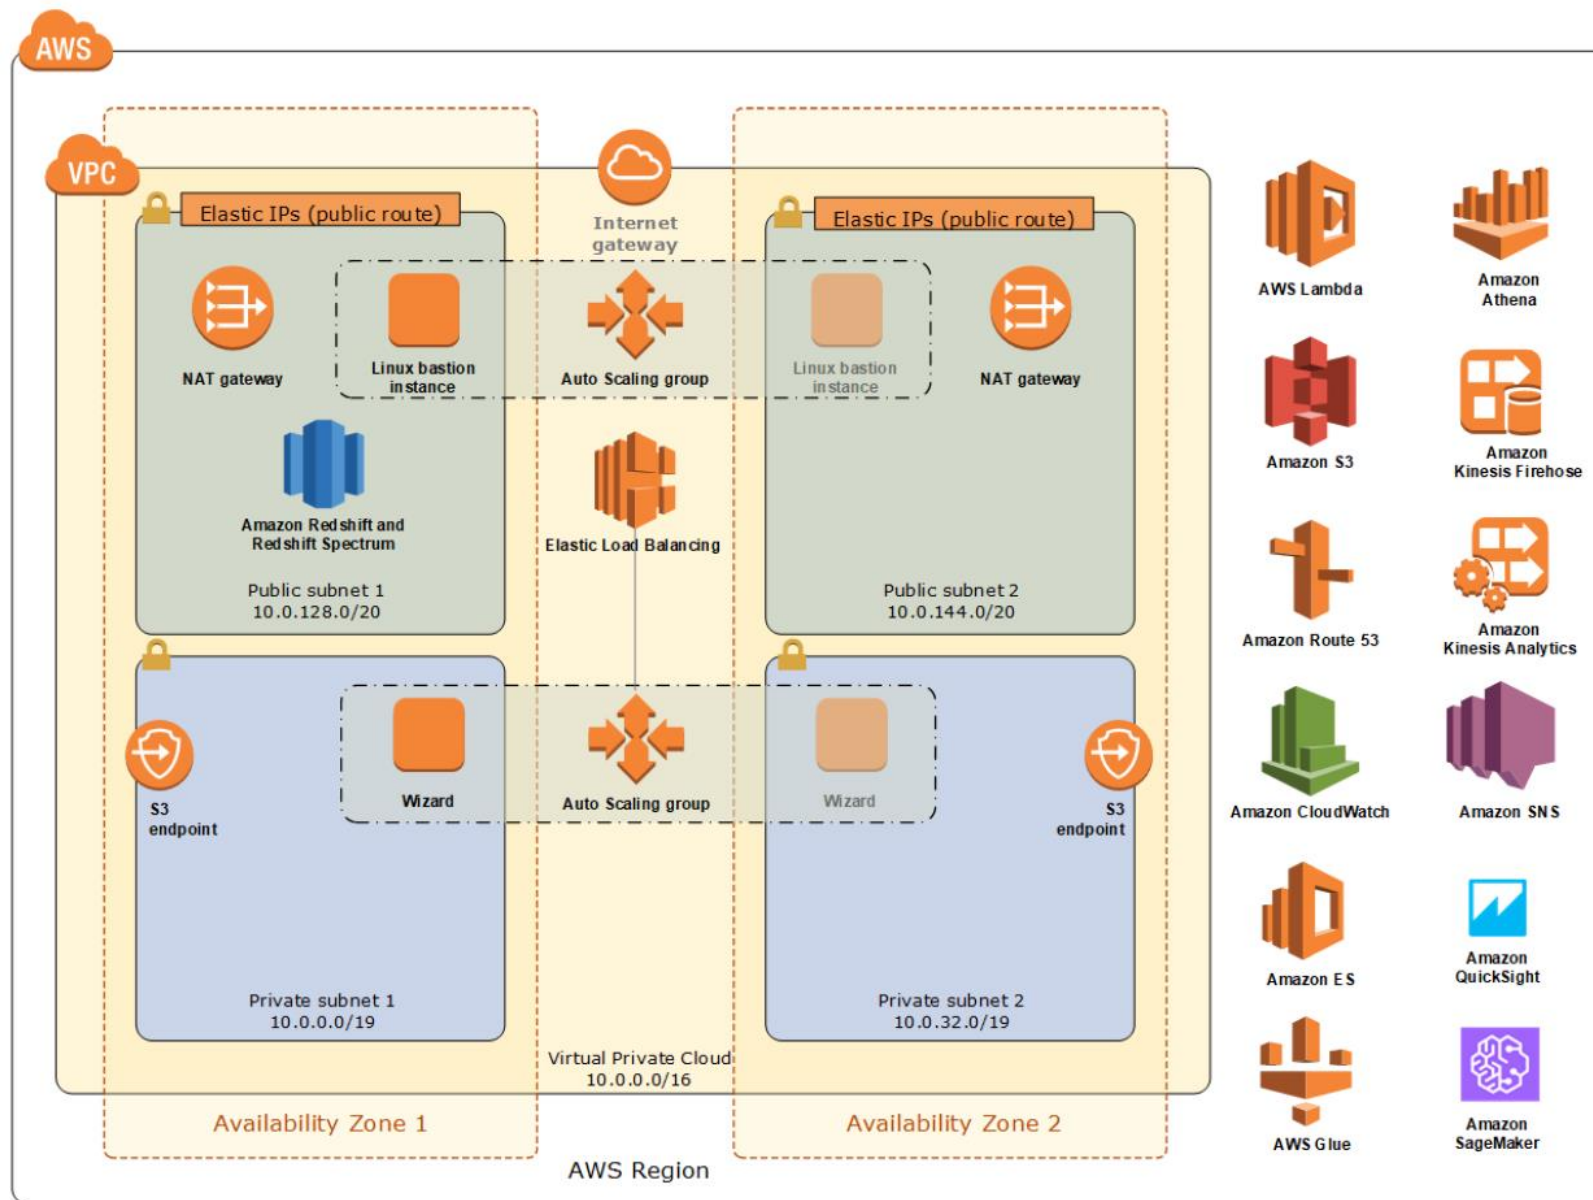 AWS
VPC
Elastic IPs (public route)
Internet
gateway
Elastic IPs (public route)
NAT gateway
Linux bastion
instance
Auto Scaling group
Linux bastion
instance
NAT gateway
Amazon Redshift and
Redshift Spectrum
Elastic Load Balancing
Public subnet 1
10.0.128.0/20
Public subnet 2
10.0.144.0/20
S3
endpoint
Wizard
Auto Scaling group
Wizard
S3
endpoint
Private subnet 1
10.0.0.0/19
Private subnet 2
10.0.32.0/19
Virtual Private Cloud
10.0.0.0/16
Availability Zone 1
Availability Zone 2
AWS Region
AWS Lambda
Amazon
Athena
Amazon S3
Amazon
Kinesis Firehose
Amazon Route 53
Amazon
Kinesis Analytics
Amazon CloudWatch
Amazon SNS
Amazon ES
Amazon
QuickSight
AWS Glue
Amazon
SageMaker